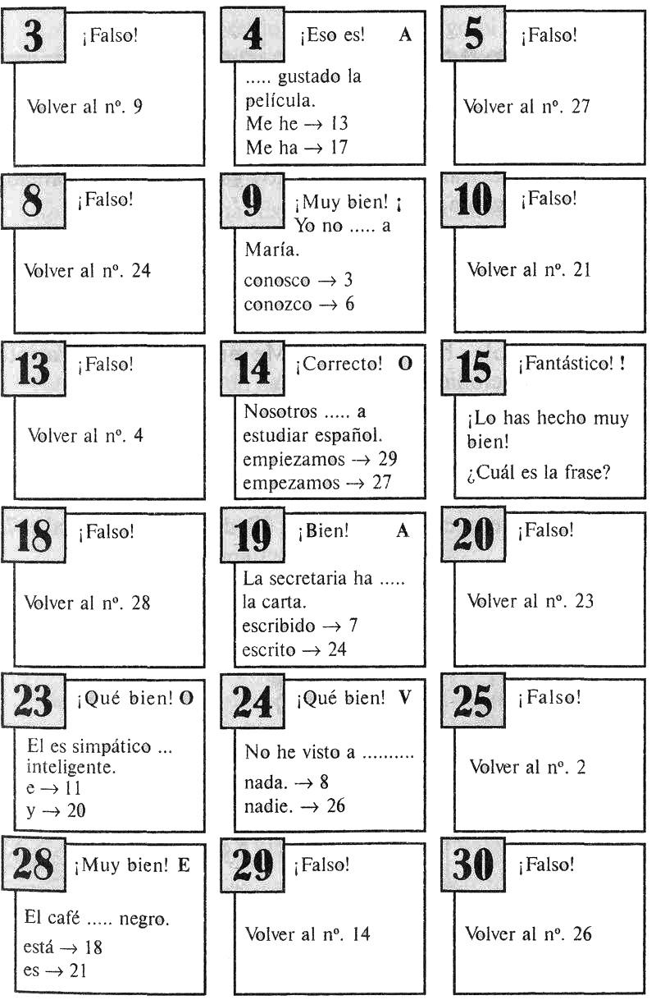 3 ¡Falso!
Volver al nº. 9
4 ¡Eso es! A
..... gustado la
película.
Me he → 13
Me ha → 17
5 ¡Falso!
Volver al nº. 27
8 ¡Falso!
Volver al nº. 24
9 ¡Muy bien! ¡
Yo no ..... a
María.
conosco → 3
conozco → 6
10 ¡Falso!
Volver al nº. 21
13 ¡Falso!
Volver al nº. 4
14 ¡Correcto! O
Nosotros ..... a
estudiar español.
empiezamos → 29
empezamos → 27
15 ¡Fantástico! !
¡Lo has hecho muy
bien!
¿Cuál es la frase?
18 ¡Falso!
Volver al nº. 28
19 ¡Bien! A
La secretaria ha .....
la carta.
escribido → 7
escrito → 24
20 ¡Falso!
Volver al nº. 23
23 ¡Qué bien! O
El es simpático ...
inteligente.
e → 11
y → 20
24 ¡Qué bien! V
No he visto a ..........
nada. → 8
nadie. → 26
25 ¡Falso!
Volver al nº. 2
28 ¡Muy bien! E
El café ..... negro.
está → 18
es → 21
29 ¡Falso!
Volver al nº. 14
30 ¡Falso!
Volver al nº. 26